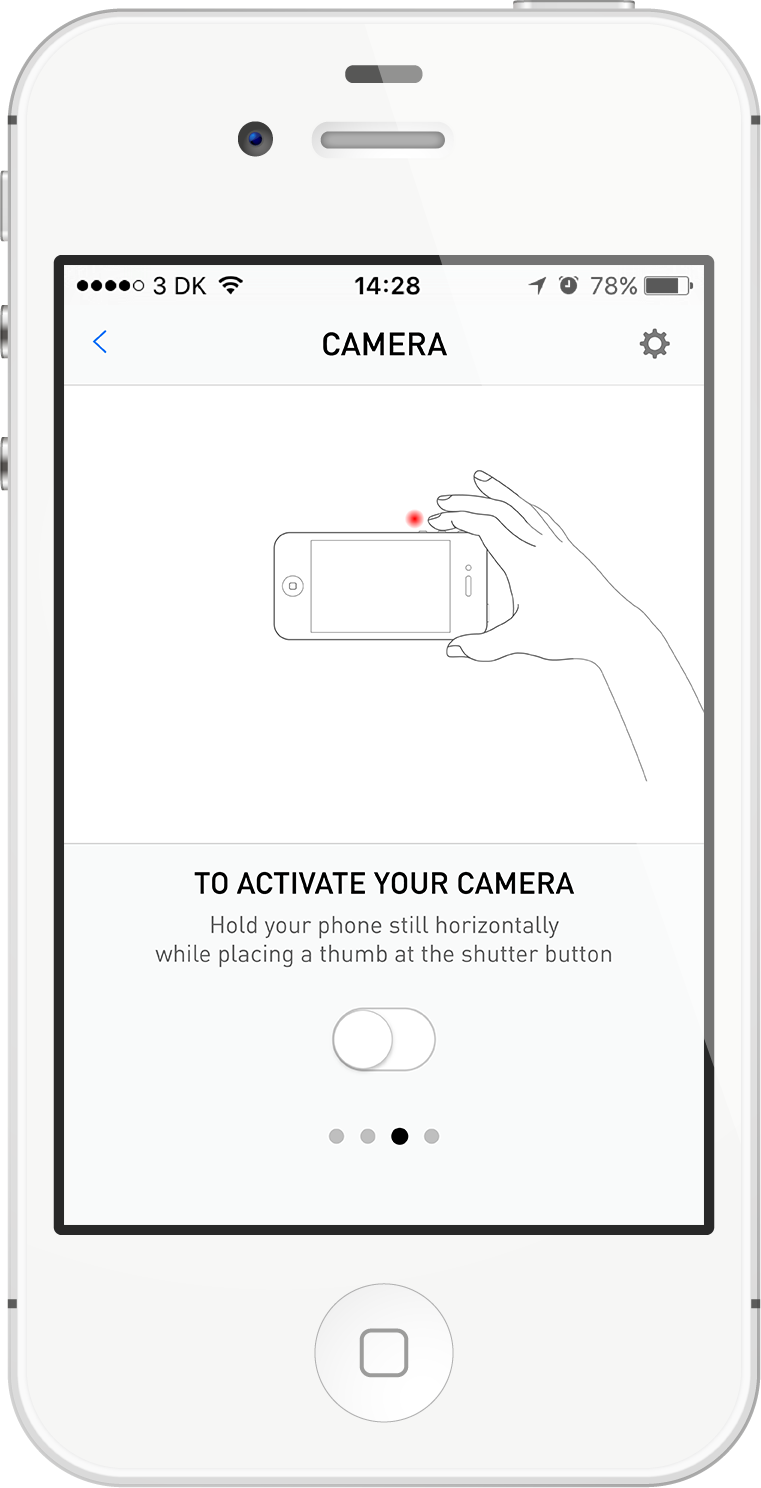 3 DK 14:28 78%
CAMERA
TO ACTIVATE YOUR CAMERA
Hold your phone still horizontally
while placing a thumb at the shutter button